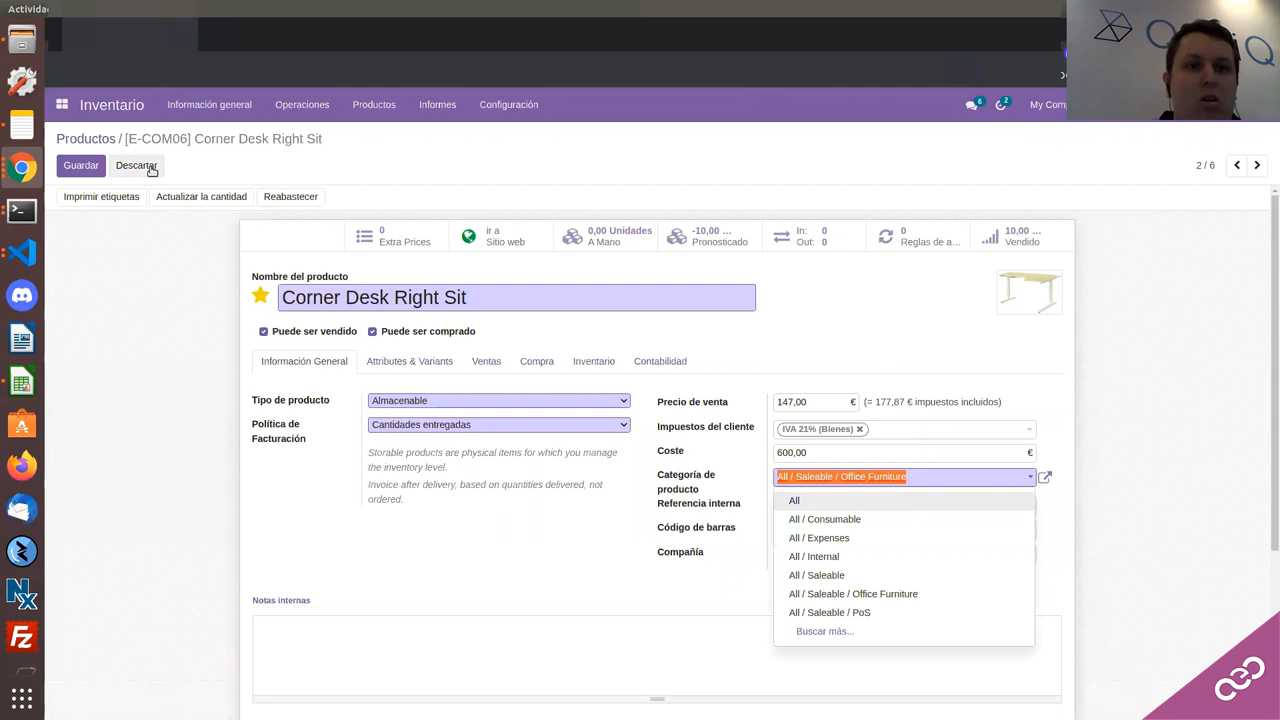 Activida
Inventario Información general Operaciones Productos Informes Configuración 6 2 My Comp
Productos / [E-COM06] Corner Desk Right Sit
Guardar Descartar 2 / 6
Imprimir etiquetas Actualizar la cantidad Reabastecer
0 Extra Prices
ir a Sitio web
0,00 Unidades A Mano
-10,00 ... Pronosticado
In: 0
Out: 0
0 Reglas de a...
10,00 ... Vendido
Nombre del producto
Corner Desk Right Sit
Puede ser vendido Puede ser comprado
Información General Attributes & Variants Ventas Compra Inventario Contabilidad
Tipo de producto Almacenable
Política de Facturación Cantidades entregadas
Storable products are physical items for which you manage
the inventory level.
Invoice after delivery, based on quantities delivered, not
ordered.
Precio de venta 147,00 € (= 177,87 € impuestos incluidos)
Impuestos del cliente IVA 21% (Bienes)
Coste 600,00 €
Categoría de
producto
All / Saleable / Office Furniture
Referencia interna
Código de barras
Compañía
All
All / Consumable
All / Expenses
All / Internal
All / Saleable
All / Saleable / Office Furniture
All / Saleable / PoS
Buscar más...
Notas internas